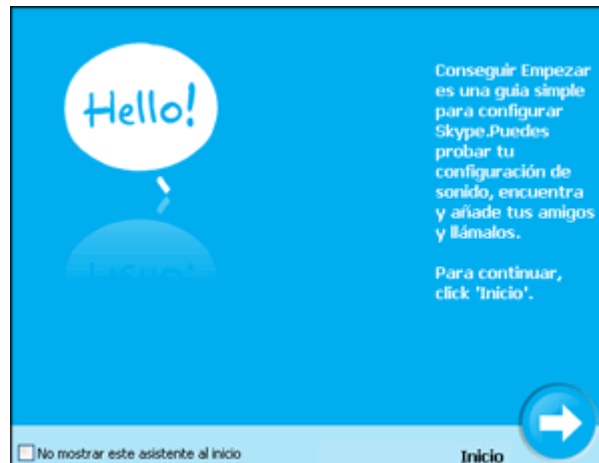 Hello!
Conseguir Empezar
es una guia simple
para configurar
Skype.Puedes
probar tu
configuración de
sonido, encuentra
y añade tus amigos
y llámalos.
Para continuar,
click 'Inicio'.
No mostrar este asistente al inicio
Inicio